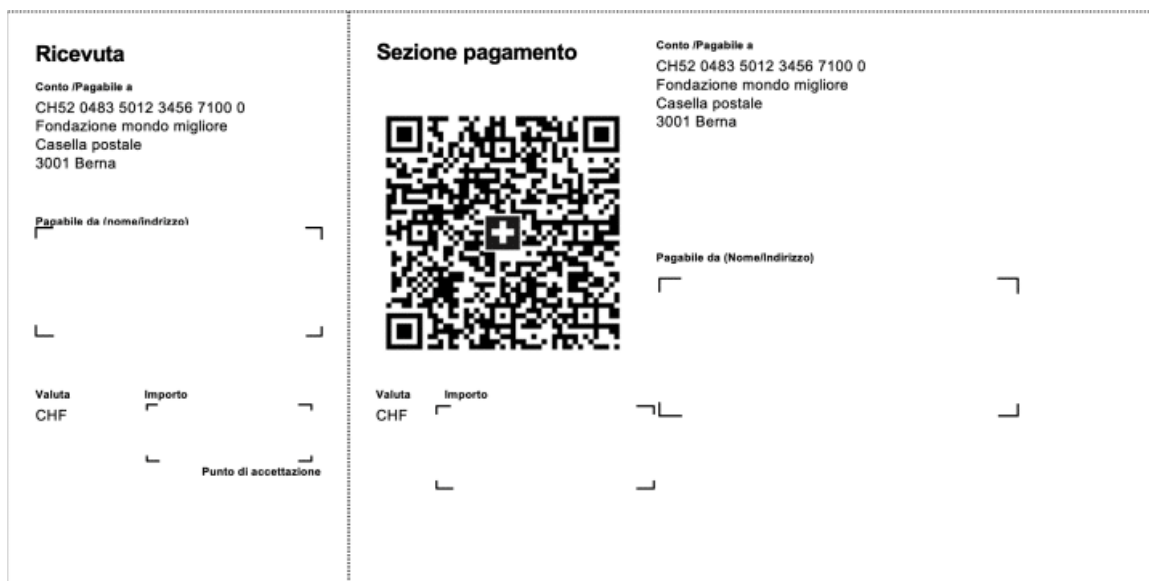 Ricevuta
Conto /Pagabile a
CH52 0483 5012 3456 7100 0
Fondazione mondo migliore
Casella postale
3001 Berna
Pagabile da (nome/indrizzo)
Valuta
Importo
CHF
Punto di accettazione
Sezione pagamento
Valuta
Importo
CHF
Conto /Pagabile a
CH52 0483 5012 3456 7100 0
Fondazione mondo migliore
Casella postale
3001 Berna
Pagabile da (Nome/Indirizzo)